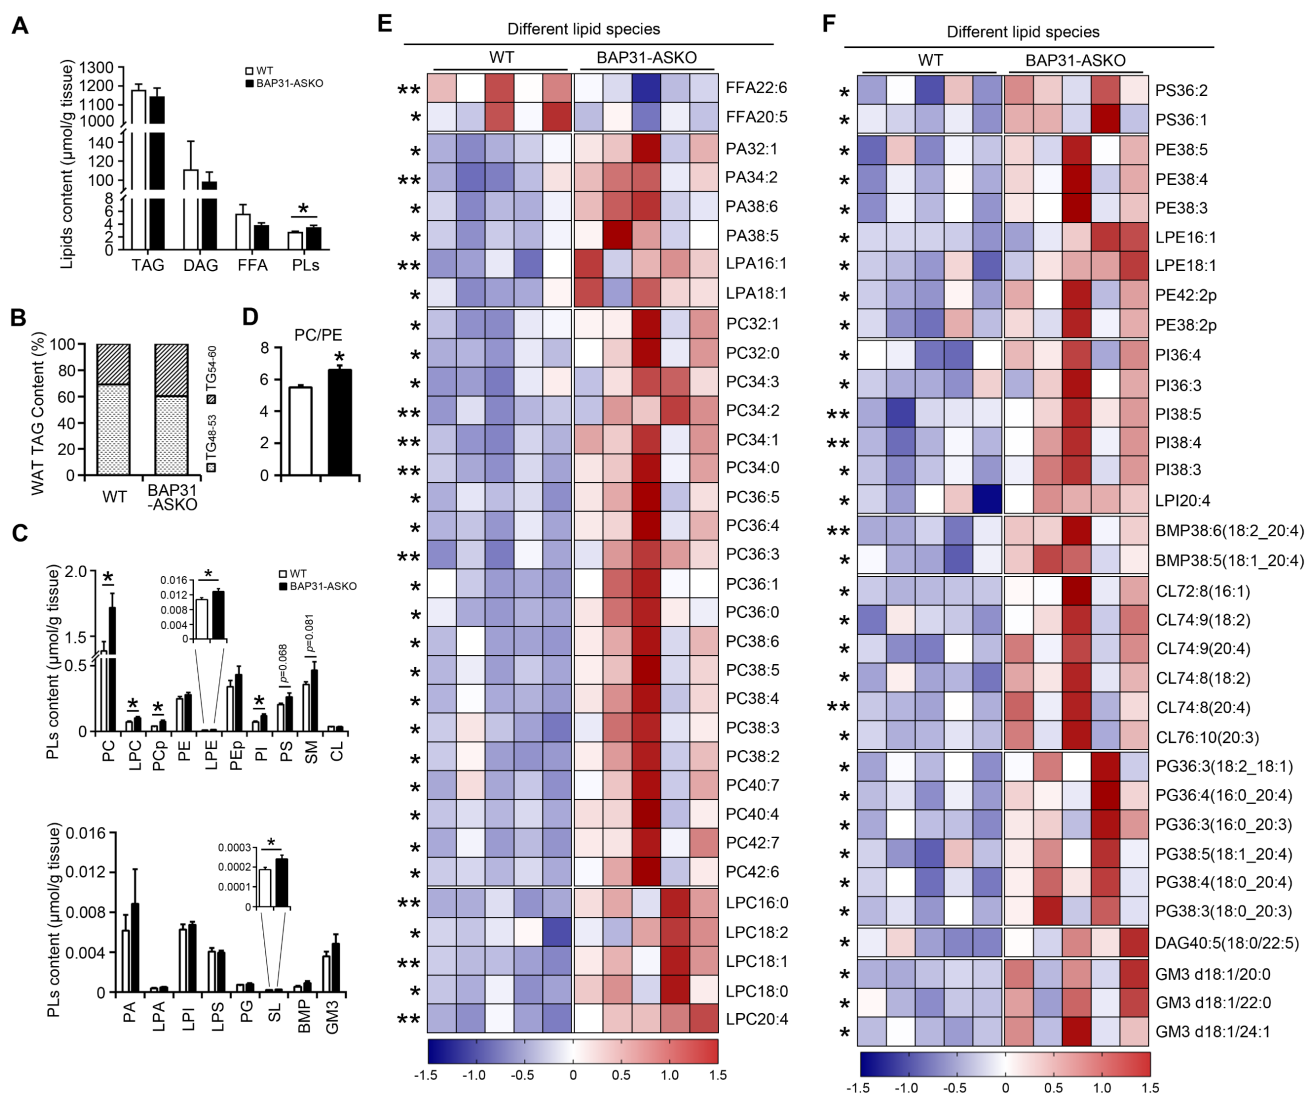 A
Lipids content (μmol/g tissue)
1300
1200
1100
1000
140
120
100
8
6
4
2
0
WT
BAP31-ASKO
*
TAG DAG FFA PLs
B
WAT TAG Content (%)
100
80
60
40
20
0
WT BAP31
-ASKO
TG54-60
TG48-53
D
PC/PE
8
6
4
2
0
*
C
PLs content (μmol/g tissue)
2.0
1.5
0.5
0
WT
BAP31-ASKO
0.016
0.012
0.008
0.004
0
*
* * * * p=0.068 p=0.081
PC LPC PCp PE LPE PEp PI PS SM CL
PLs content (μmol/g tissue)
0.016
0.012
0.008
0.004
0
0.0003
0.0002
0.0001
0
*
PA LPA LPI LPS PG SL BMP GM3
E
Different lipid species
WT BAP31-ASKO
** FFA22:6
* FFA20:5
* PA32:1
** PA34:2
* PA38:6
* PA38:5
** LPA16:1
* LPA18:1
* PC32:1
* PC32:0
* PC34:3
** PC34:2
** PC34:1
** PC34:0
* PC36:5
* PC36:4
** PC36:3
* PC36:1
* PC36:0
* PC38:6
* PC38:5
* PC38:4
* PC38:3
* PC38:2
* PC40:7
* PC40:4
* PC42:7
* PC42:6
** LPC16:0
* LPC18:2
** LPC18:1
* LPC18:0
** LPC20:4
-1.5 -1.0 -0.5 0 0.5 1.0 1.5
F
Different lipid species
WT BAP31-ASKO
* PS36:2
* PS36:1
* PE38:5
* PE38:4
* PE38:3
* LPE16:1
* LPE18:1
* PE42:2p
* PE38:2p
* PI36:4
* PI36:3
** PI38:5
** PI38:4
* PI38:3
* LPI20:4
** BMP38:6(18:2_20:4)
* BMP38:5(18:1_20:4)
* CL72:8(16:1)
* CL74:9(18:2)
* CL74:9(20:4)
* CL74:8(18:2)
** CL74:8(20:4)
* CL76:10(20:3)
* PG36:3(18:2_18:1)
* PG36:4(16:0_20:4)
* PG36:3(16:0_20:3)
* PG38:5(18:1_20:4)
* PG38:4(18:0_20:4)
* PG38:3(18:0_20:3)
* DAG40:5(18:0/22:5)
* GM3 d18:1/20:0
* GM3 d18:1/22:0
* GM3 d18:1/24:1
-1.5 -1.0 -0.5 0 0.5 1.0 1.5